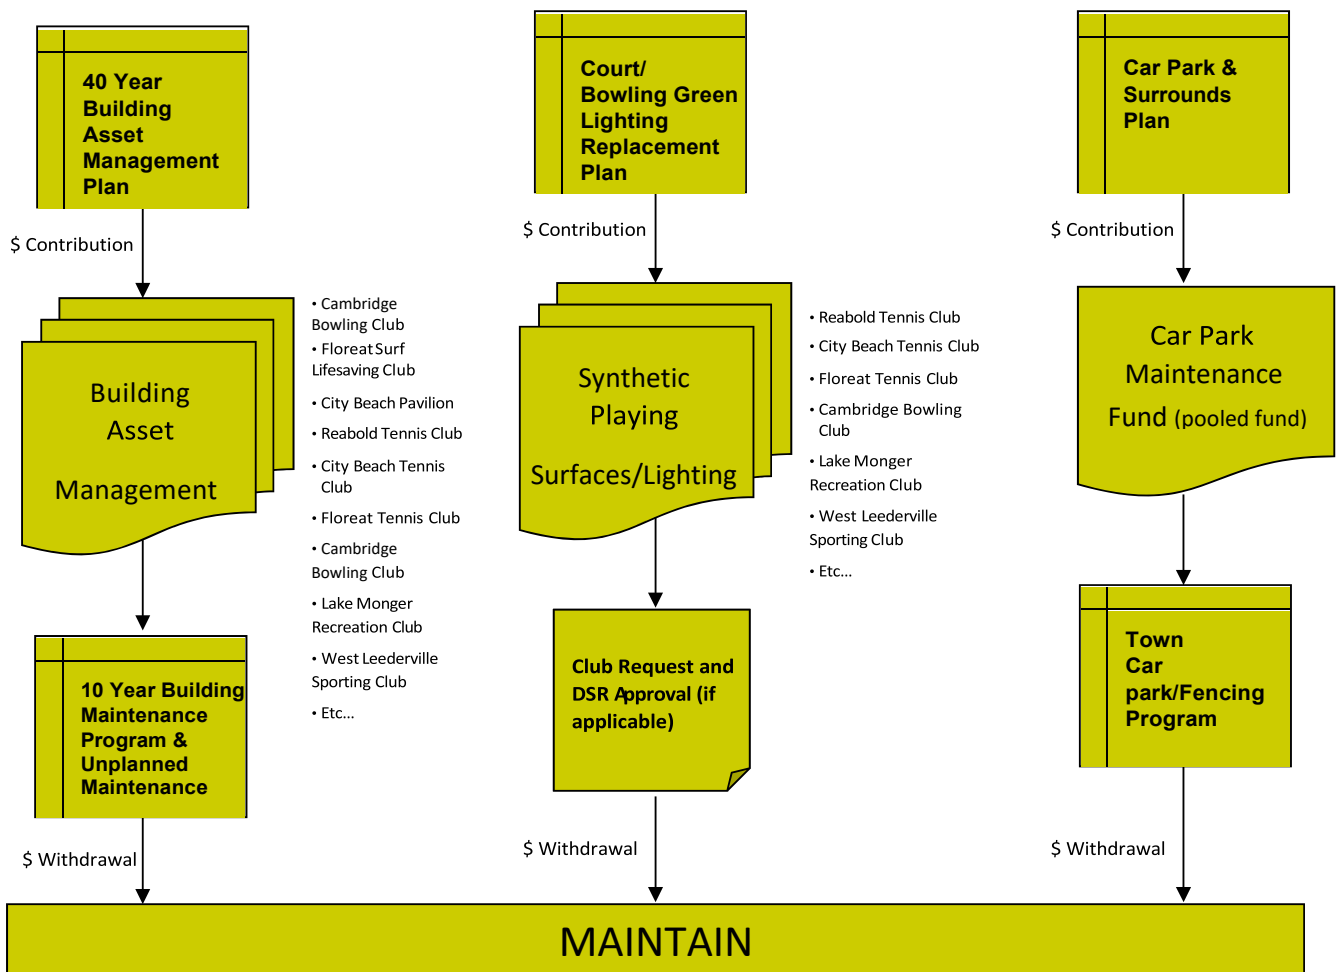 40 Year
Building
Asset
Management
Plan
$ Contribution
Building
Asset
Management
• Cambridge
Bowling Club
• Floreat Surf
Lifesaving Club
• City Beach Pavilion
• Reabold Tennis Club
• City Beach Tennis
Club
• Floreat Tennis Club
• Cambridge
Bowling Club
• Lake Monger
Recreation Club
• West Leederville
Sporting Club
• Etc...
10 Year Building
Maintenance
Program &
Unplanned
Maintenance
$ Withdrawal
Court/
Bowling Green
Lighting
Replacement
Plan
$ Contribution
Synthetic
Playing
Surfaces/Lighting
• Reabold Tennis Club
• City Beach Tennis Club
• Floreat Tennis Club
• Cambridge Bowling
Club
• Lake Monger
Recreation Club
• West Leederville
Sporting Club
• Etc...
Club Request and
DSR Approval (if
applicable)
$ Withdrawal
Car Park &
Surrounds
Plan
$ Contribution
Car Park
Maintenance
Fund (pooled fund)
Town
Car
park/Fencing
Program
$ Withdrawal
MAINTAIN